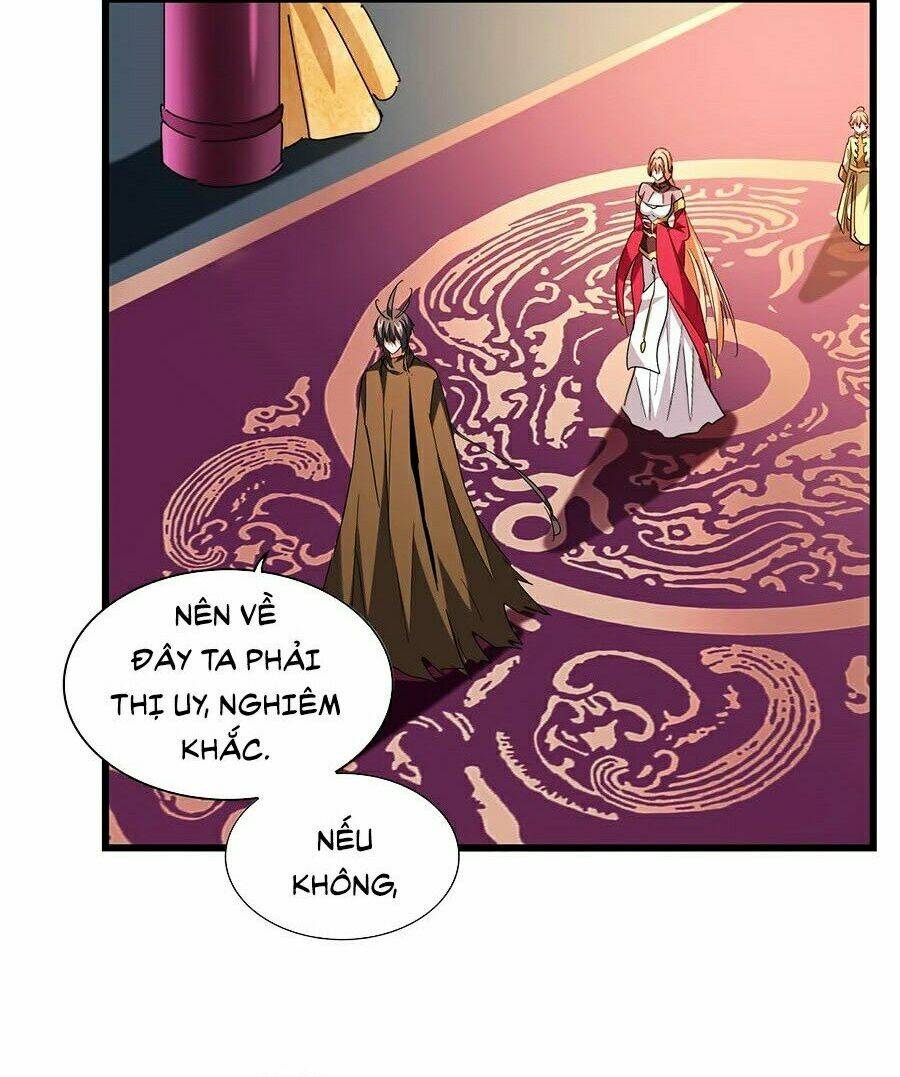 NÊN VỀ
ĐÂY TA PHẢI
THỊ UY, NGHIÊM
KHẮC.
NẾU
KHÔNG,